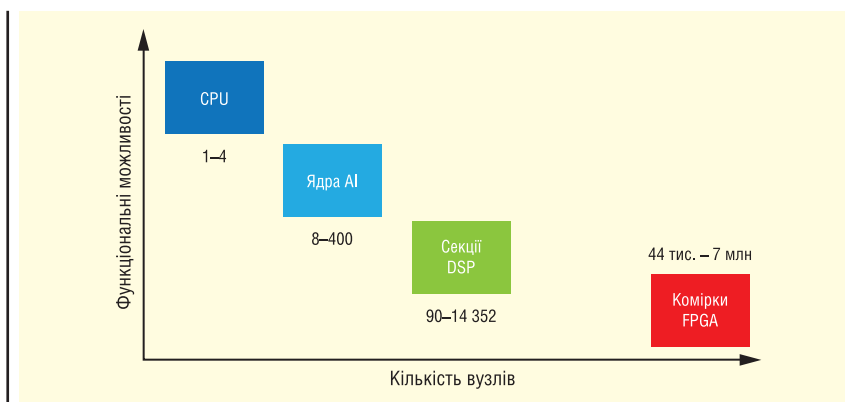 Функціональні можливості
CPU
1–4
Ядра AI
8–400
Секції
DSP
90–14 352
44 тис. – 7 млн
Комірки
FPGA
Кількість вузлів